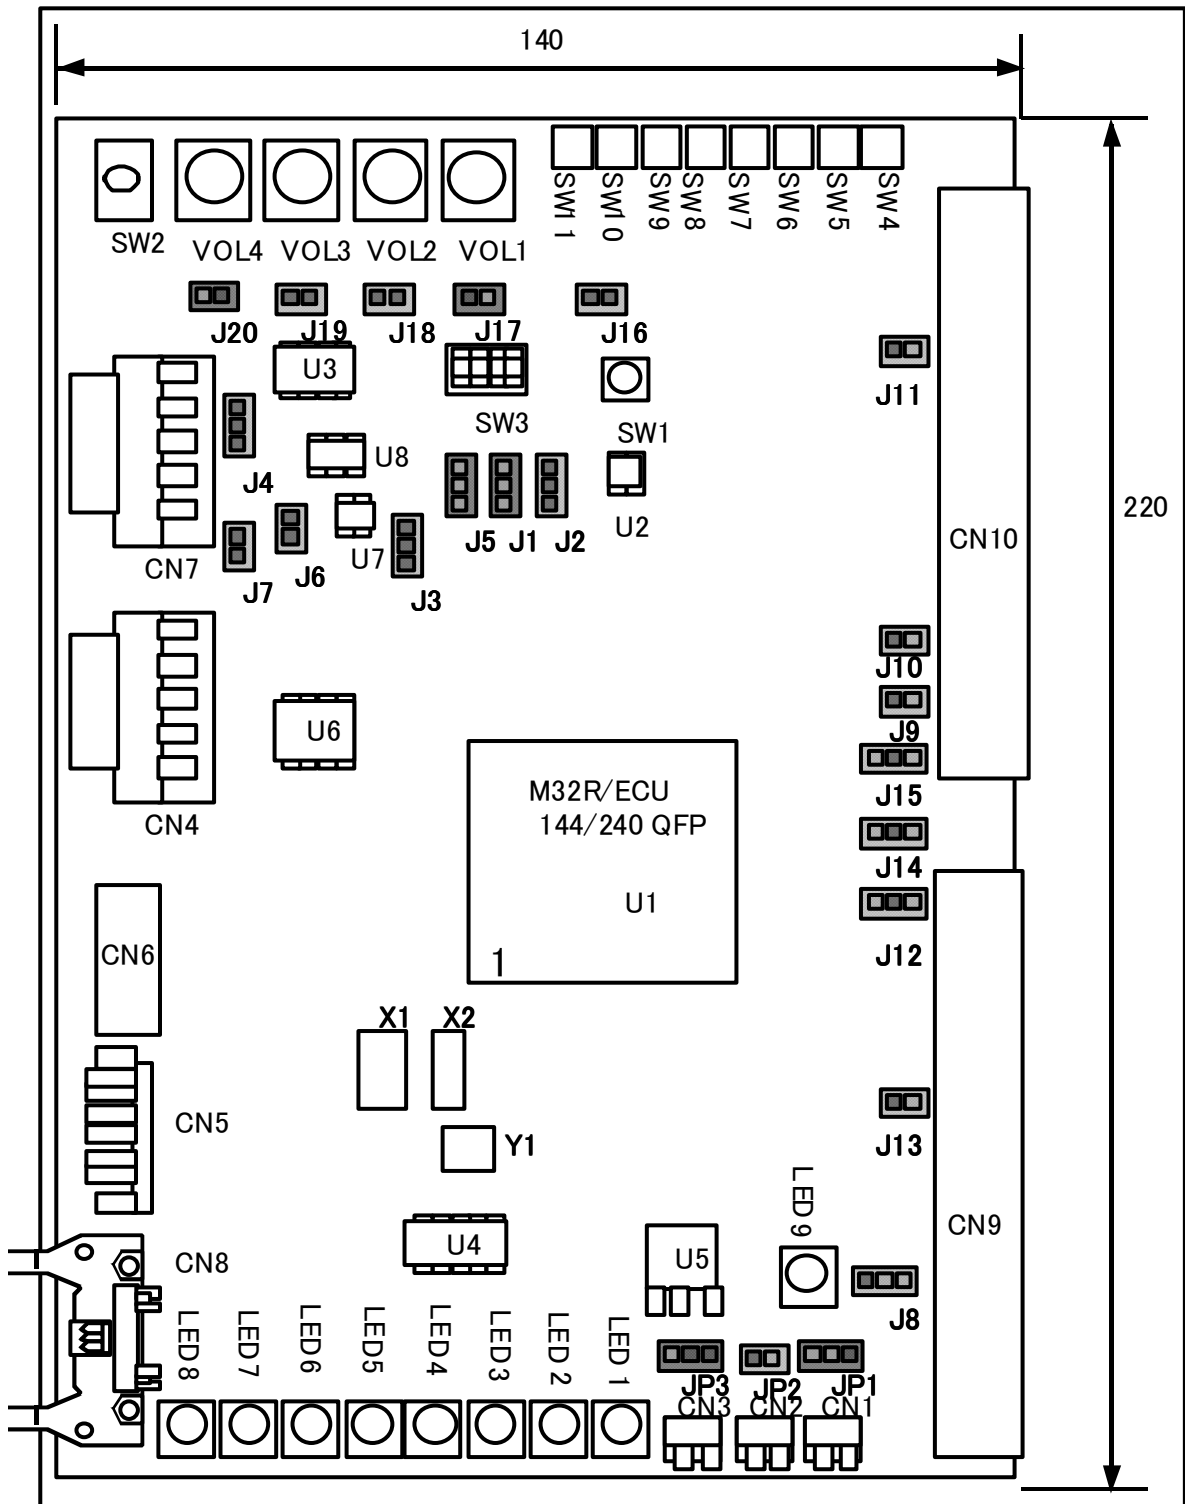 140
SW11
SW10
SW9
SW8
SW7
SW6
SW5
SW4
SW2
VOL4
VOL3
VOL2
VOL1
J20
J19
J18
J17
J16
U3
J11
SW3
SW1
U8
J4
220
U2
CN10
J5
J1
J2
U7
CN7
J6
J7
J3
J10
J9
U6
M32R/ECU
144/240 QFP
J15
CN4
J14
U1
CN6
J12
1
X1
X2
CN5
Y1
J13
LED9
CN9
U4
U5
CN8
J8
LED8
LED7
LED6
LED5
LED4
LED3
LED2
LED1
JP3
JP2
JP1
CN3
CN2
CN1